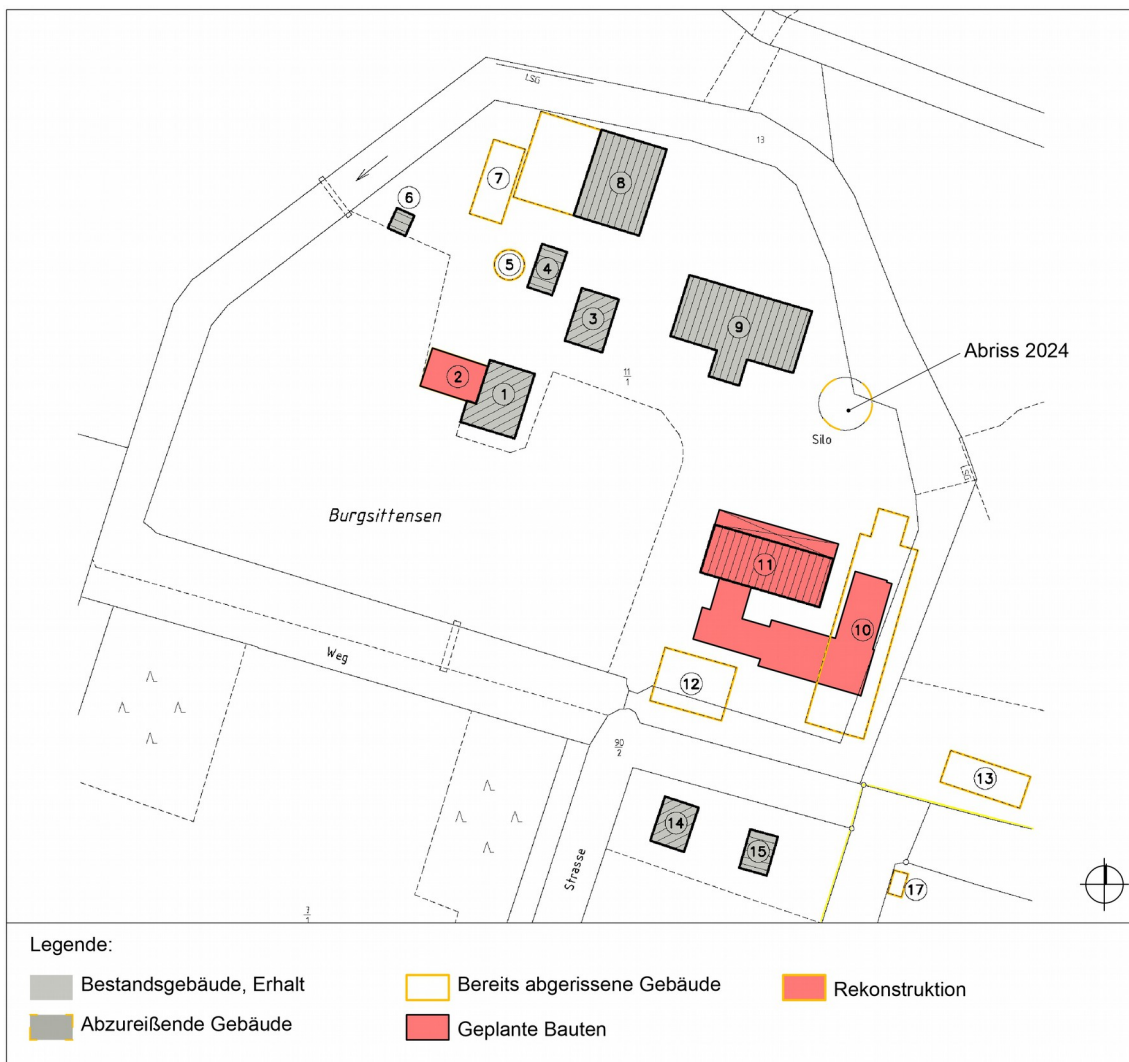 LSG
13
6
7
8
5
4
3
9
Abriss 2024
2
1
11
1
Silo
LSG
Burgsittensen
11
10
Weg
12
90
2
13
14
15
Strasse
17
3
1
Legende:
Bestandsgebäude, Erhalt
Bereits abgerissene Gebäude
Rekonstruktion
Abzureißende Gebäude
Geplante Bauten